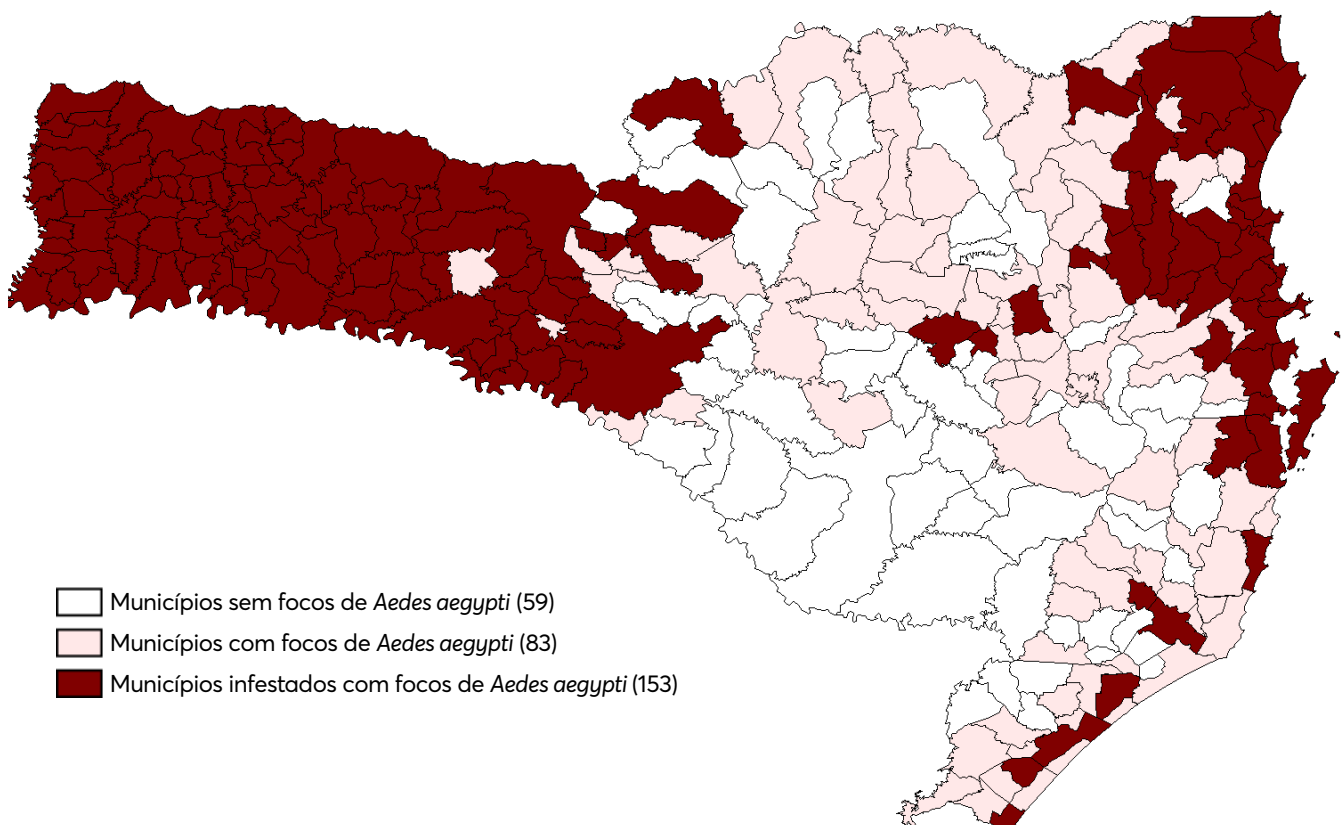 Municípios sem focos de Aedes aegypti (59)
Municípios com focos de Aedes aegypti (83)
Municípios infestados com focos de Aedes aegypti (153)